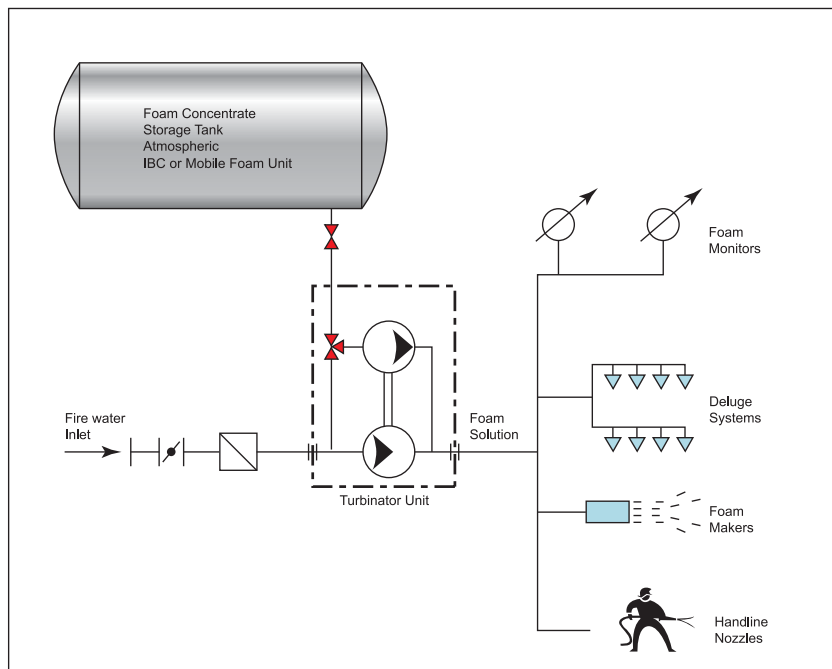 Foam Concentrate
Storage Tank
Atmospheric
IBC or Mobile Foam Unit
Foam
Monitors
Deluge
Systems
Fire water
Inlet
Foam
Solution
Turbinator Unit
Foam
Makers
Handline
Nozzles